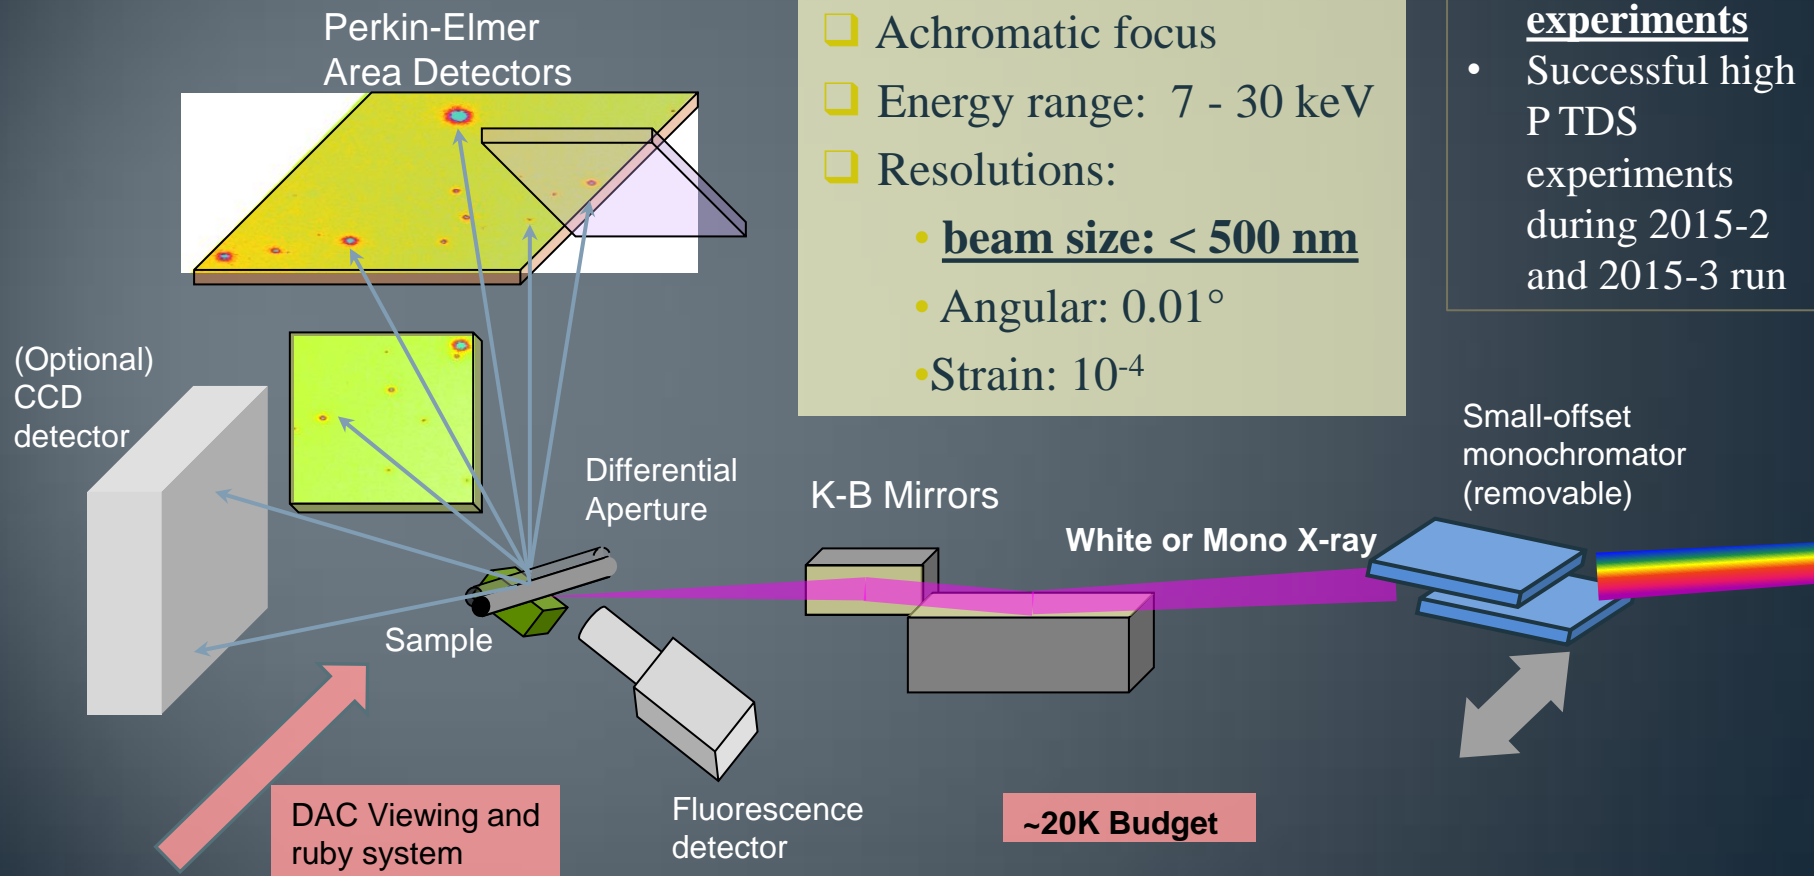 Perkin-Elmer
Area Detectors
Achromatic focus
Energy range: 7 - 30 keV
Resolutions:
• beam size: < 500 nm
• Angular: 0.01°
•Strain: 10⁻⁴
experiments
• Successful high
P TDS
experiments
during 2015-2
and 2015-3 run
(Optional)
CCD
detector
Differential
Aperture
K-B Mirrors
White or Mono X-ray
Small-offset
monochromator
(removable)
Sample
DAC Viewing and
ruby system
Fluorescence
detector
~20K Budget